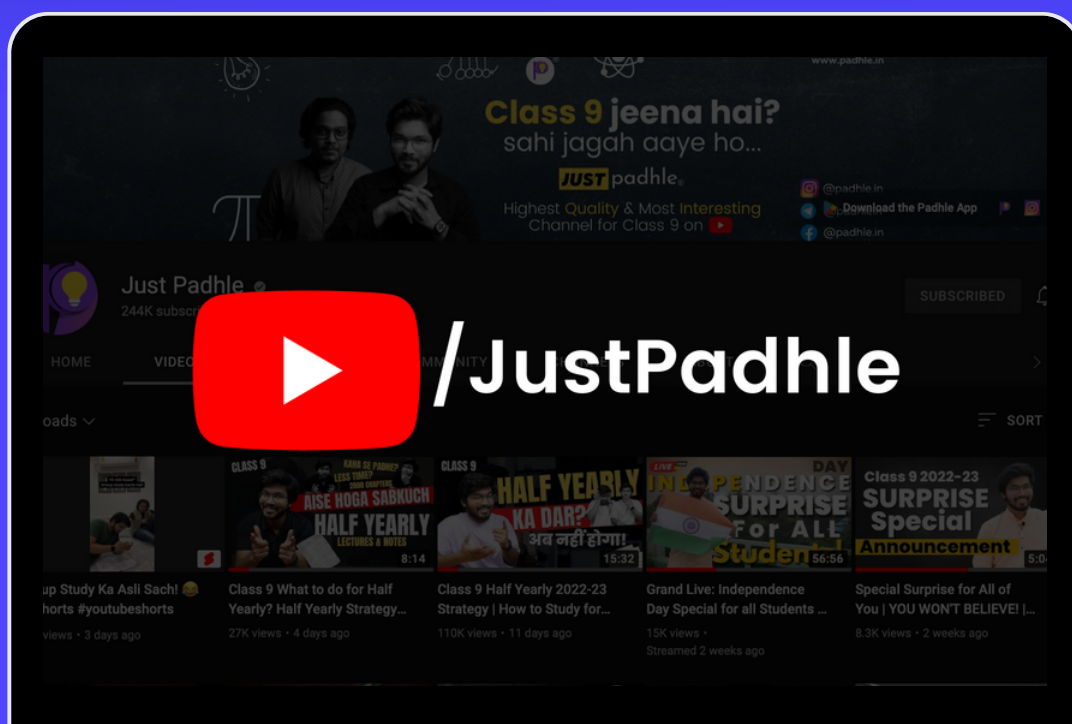 www.padhle.in
Class 9 jeena hai?
sahi jagah aaye ho...
JUST padhle
Highest Quality & Most Interesting
Channel for Class 9 on
@padhle.in
Download the Padhle App
@padhle.in
Just Padhle
244K
SUBSCRIBED
HOME
/JustPadhle
SORT
CLASS 9
KAHA SE PADHE?
LESS TIME?
AISE HOGA SABKUCH
HALF YEARLY
LECTURES & NOTES
8:14
CLASS 9
HALF YEARLY
KA DAR?
अब नहीं होगा!
15:32
LIVE
DAY
INDEPENDENCE
SURPRISE
For ALL
56:56
Class 9 2022-23
SURPRISE
Special
Announcement
up Study Ka Asli Sach! 😂
horts #youtubeshorts
views • 3 days ago
Class 9 What to do for Half
Yearly? Half Yearly Strategy...
27K views • 4 days ago
Class 9 Half Yearly 2022-23
Strategy | How to Study for...
110K views • 11 days ago
Grand Live: Independence
Day Special for all Students ...
15K views •
Streamed 2 weeks ago
Special Surprise for All of
You | YOU WON'T BELIEVE! |...
8.3K views • 2 weeks ago